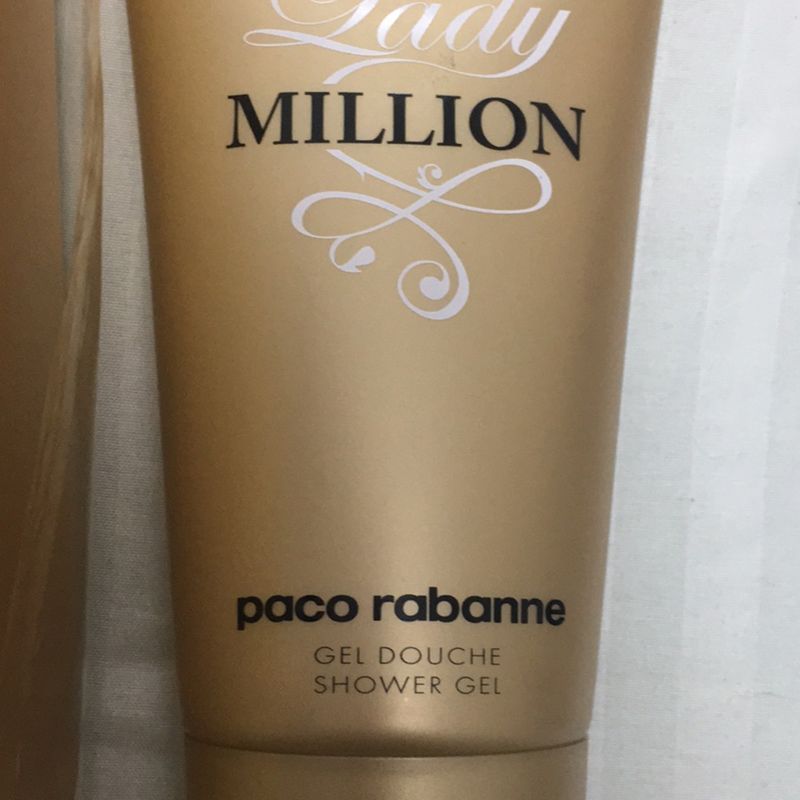 Lady
MILLION
paco rabanne
GEL DOUCHE
SHOWER GEL